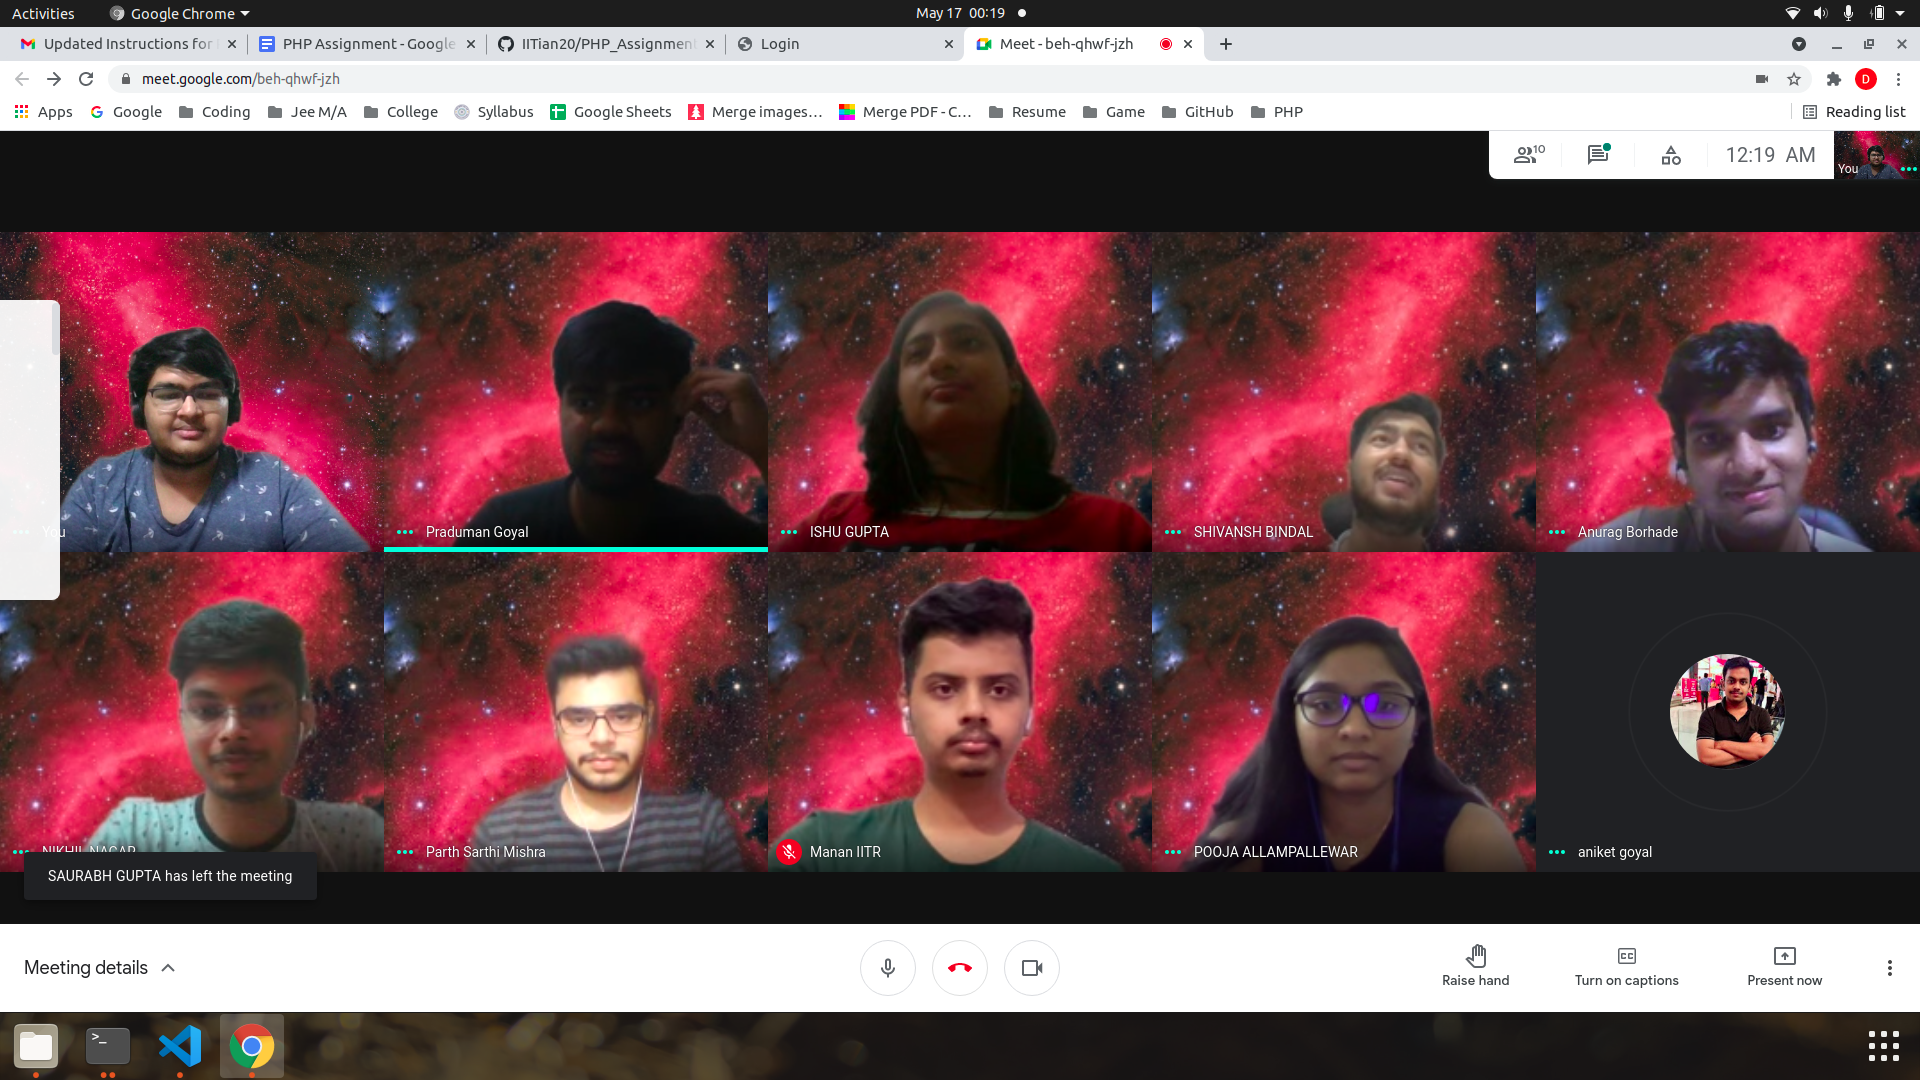 Activities
Google Chrome
May 17 00:19
Updated Instructions for
PHP Assignment - Google
IITian20/PHP_Assignment
Login
Meet - beh-qhwf-jzh
meet.google.com/beh-qhwf-jzh
D
Apps
Google
Coding
Jee M/A
College
Syllabus
Google Sheets
Merge images...
Merge PDF - C...
Resume
Game
GitHub
PHP
Reading list
10
12:19 AM
You
You
Praduman Goyal
ISHU GUPTA
SHIVANSH BINDAL
Anurag Borhade
NIKHIL NAGAR
Parth Sarthi Mishra
Manan IITR
POOJA ALLAMPALLEWAR
aniket goyal
SAURABH GUPTA has left the meeting
Meeting details
Raise hand
CC
Turn on captions
Present now